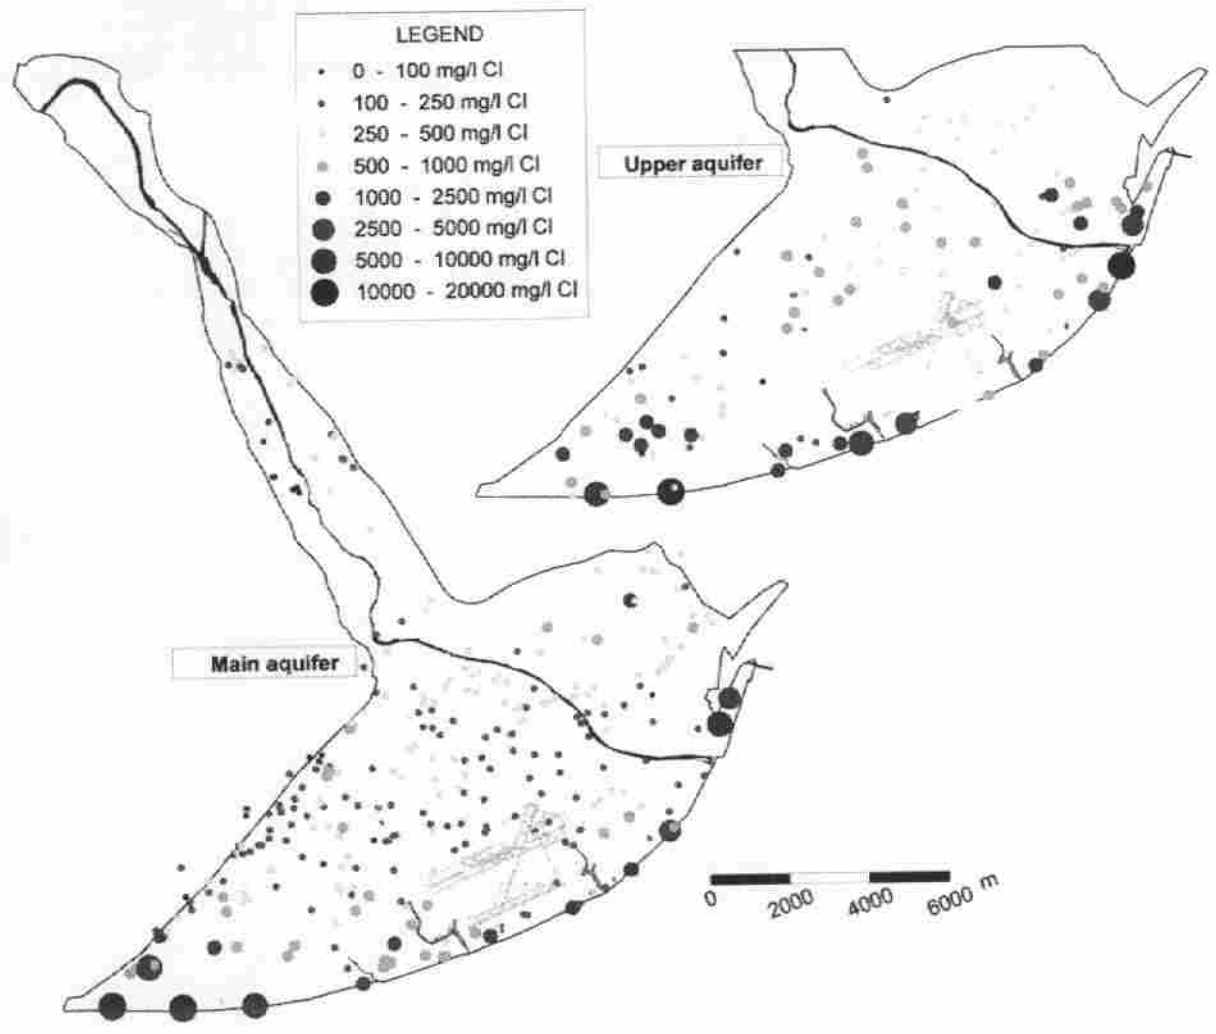 LEGEND
0 - 100 mg/l Cl
100 - 250 mg/l Cl
250 - 500 mg/l Cl
500 - 1000 mg/l Cl
1000 - 2500 mg/l Cl
2500 - 5000 mg/l Cl
5000 - 10000 mg/l Cl
10000 - 20000 mg/l Cl
Upper aquifer
Main aquifer
0 2000 4000 6000 m